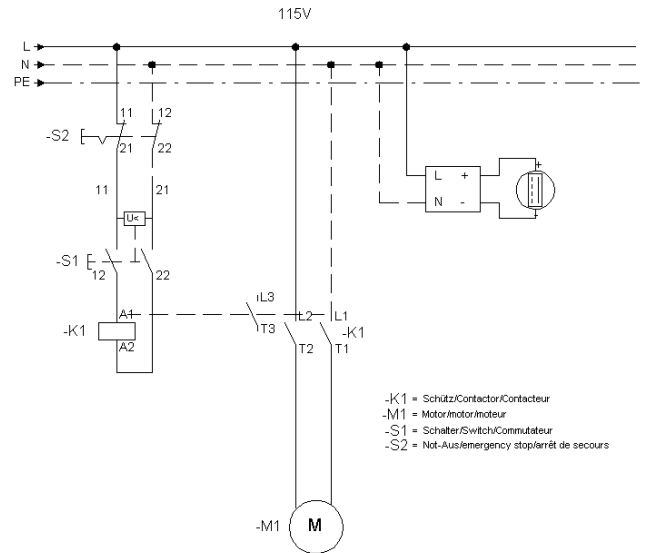 115V
L
N
PE
11 12
-S2
21 22
11 21
U<
-S1
12 22
A1
-K1
A2
L3
T3
L2 L1
-K1
T2 T1
L + +
N - -
-K1 = Schütz/Contactor/Contacteur
-M1 = Motor/motor/moteur
-S1 = Schalter/Switch/Commutateur
-S2 = Not-Aus/emergency stop/arrêt de secours
-M1 M